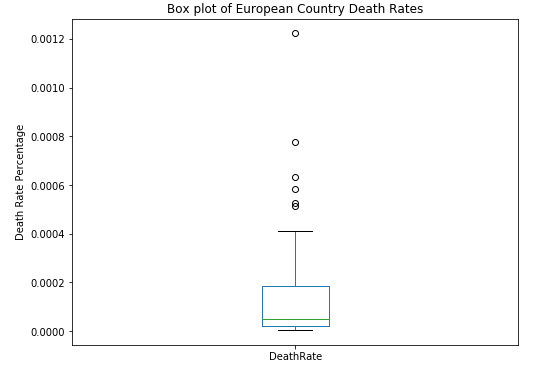 Box plot of European Country Death Rates
0.0012
0.0010
0.0008
0.0006
0.0004
0.0002
0.0000
Death Rate Percentage
DeathRate